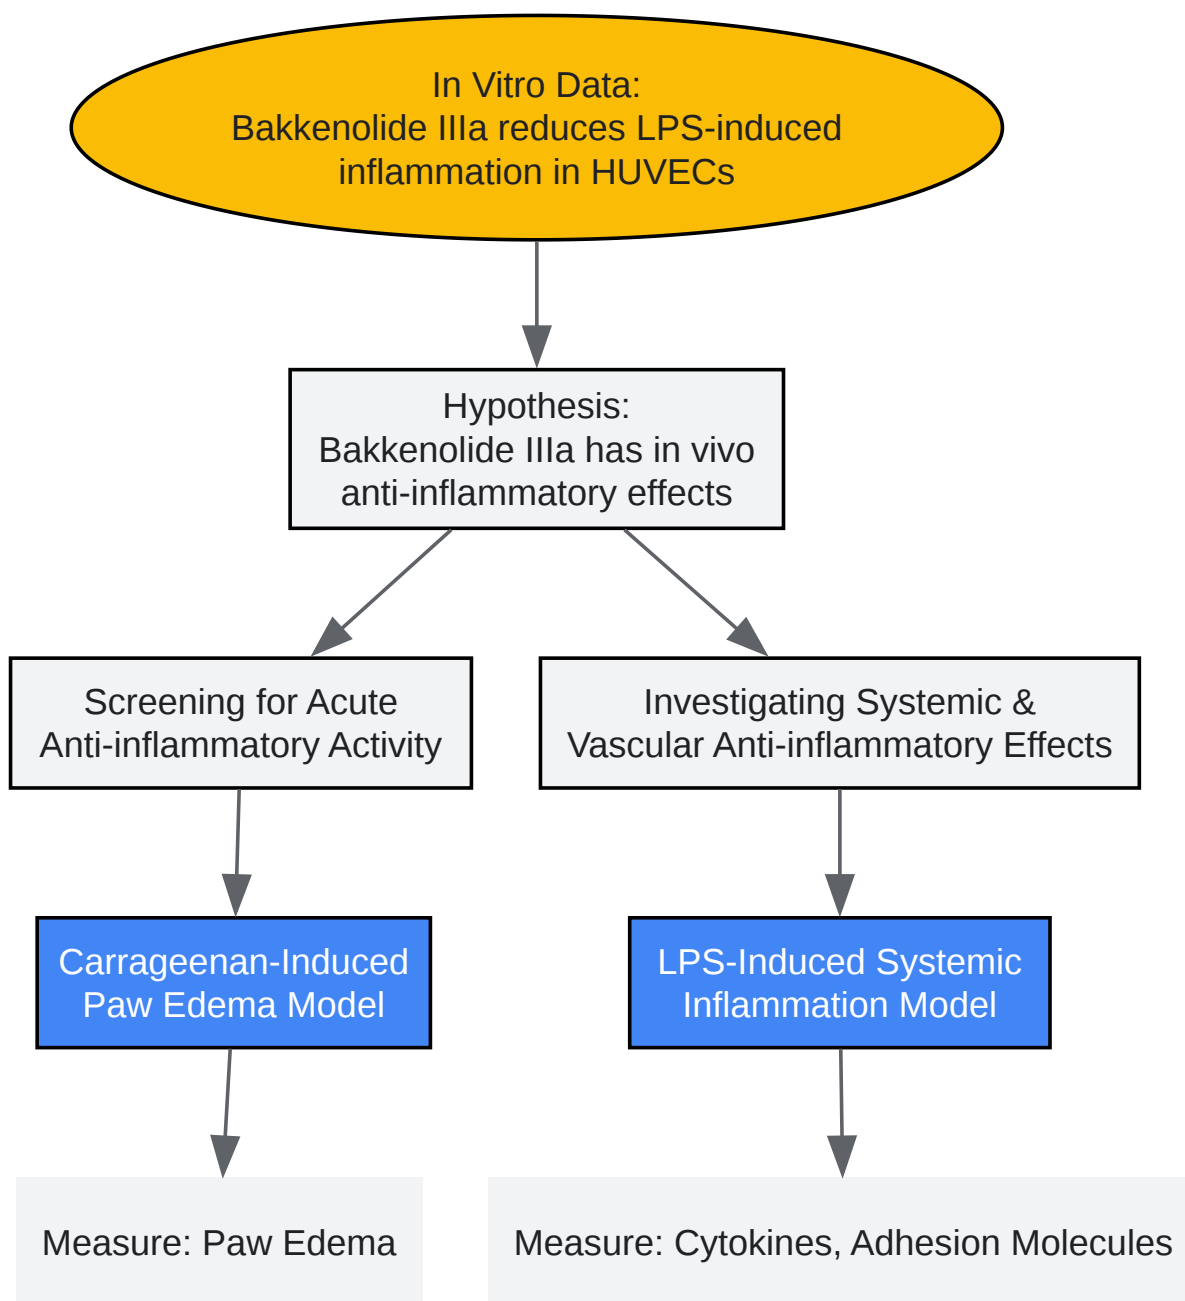 In Vitro Data:
Bakkenolide IIIa reduces LPS-induced
inflammation in HUVECs
Hypothesis:
Bakkenolide IIIa has in vivo
anti-inflammatory effects
Screening for Acute
Anti-inflammatory Activity
Investigating Systemic &
Vascular Anti-inflammatory Effects
Carrageenan-Induced
Paw Edema Model
LPS-Induced Systemic
Inflammation Model
Measure: Paw Edema
Measure: Cytokines, Adhesion Molecules